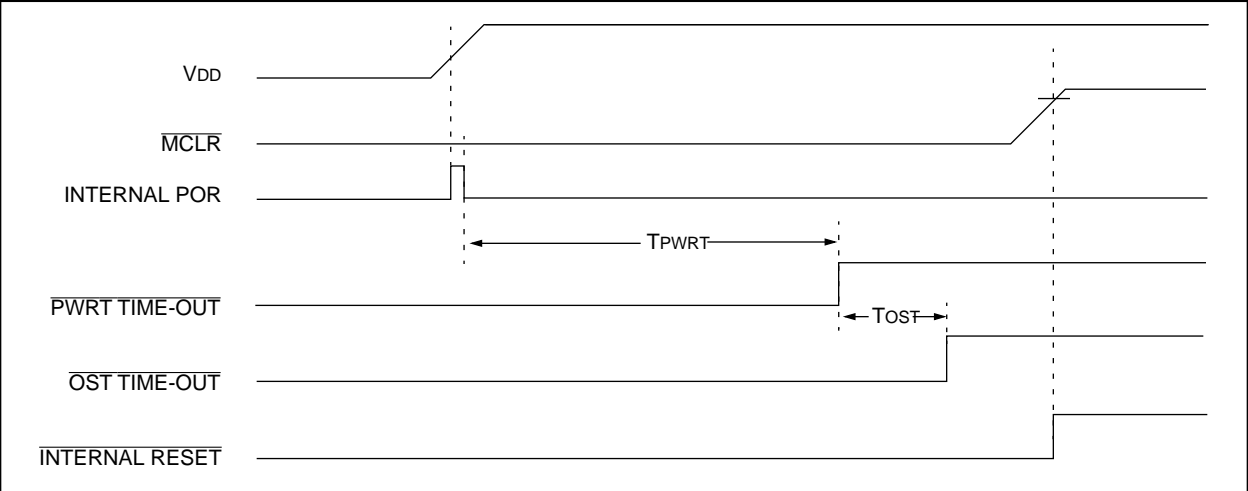 VDD
MCLR
INTERNAL POR
TPWRT
PWRT TIME-OUT
TOST
OST TIME-OUT
INTERNAL RESET